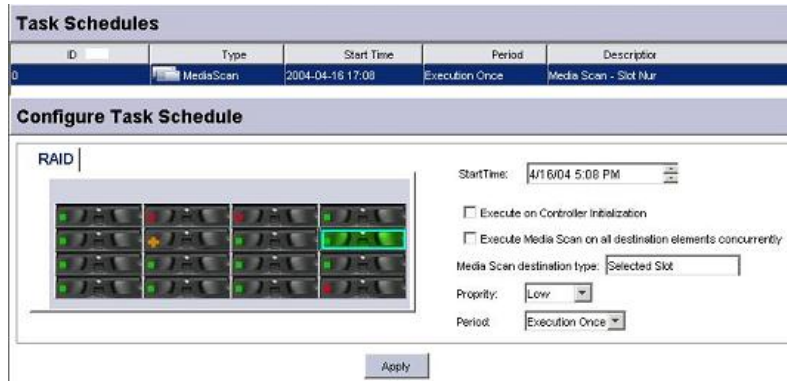 Task Schedules
ID Type Start Time Period Descriptior
0 MediaScan 2004-04-16 17:08 Execution Once Media Scan - Slot Nur
Configure Task Schedule
RAID
StartTime: 4/16/04 5:08 PM
Execute on Controller Initialization
Execute Media Scan on all destination elements concurrently
Media Scan destination type: Selected Slot
Proprity: Low
Period: Execution Once
Apply